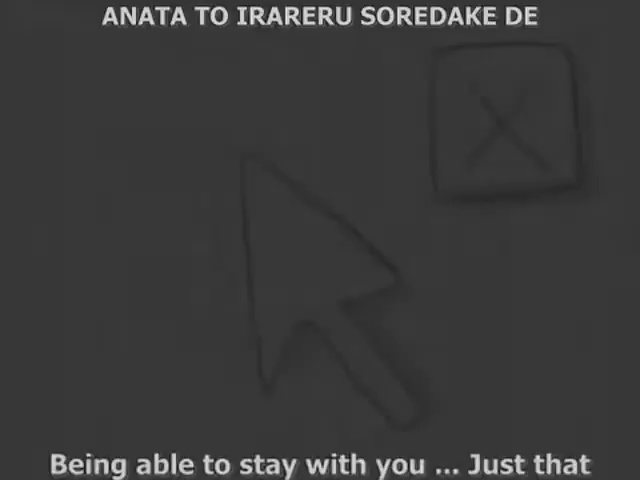 ANATA TO IRARERU SOREDAKE DE
Being able to stay with you ... Just that